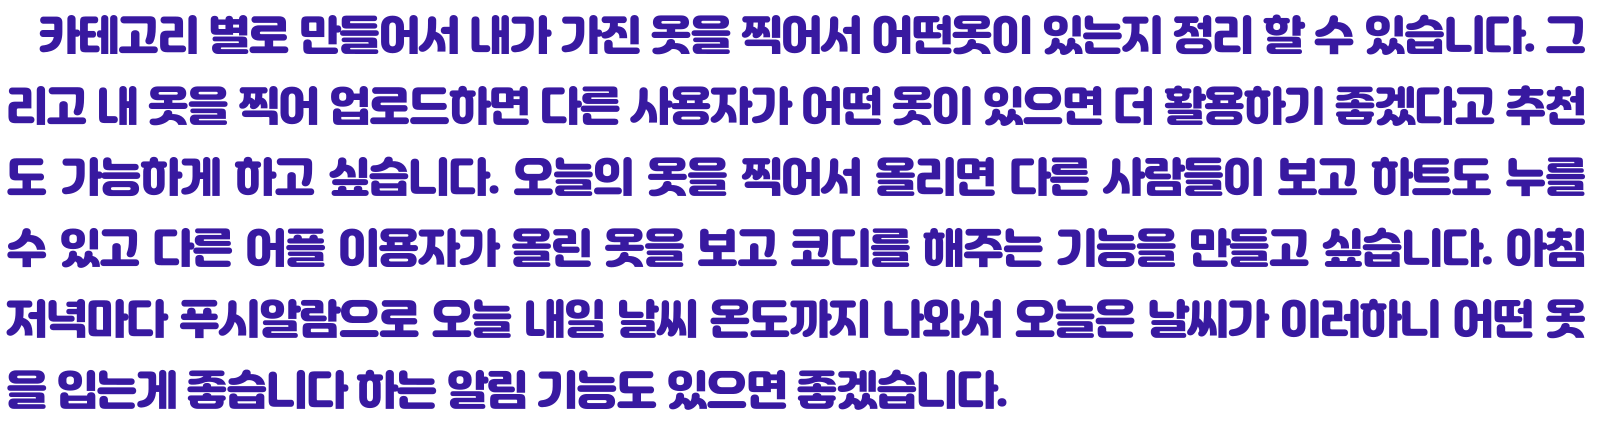 카테고리 별로 만들어서 내가 가진 옷을 찍어서 어떤옷이 있는지 정리 할 수 있습니다. 그
리고 내 옷을 찍어 업로드하면 다른 사용자가 어떤 옷이 있으면 더 활용하기 좋겠다고 추천
도 가능하게 하고 싶습니다. 오늘의 옷을 찍어서 올리면 다른 사람들이 보고 하트도 누를
수 있고 다른 어플 이용자가 올린 옷을 보고 코디를 해주는 기능을 만들고 싶습니다. 아침
저녁마다 푸시알람으로 오늘 내일 날씨 온도까지 나와서 오늘은 날씨가 이러하니 어떤 옷
을 입는게 좋습니다 하는 알림 기능도 있으면 좋겠습니다.